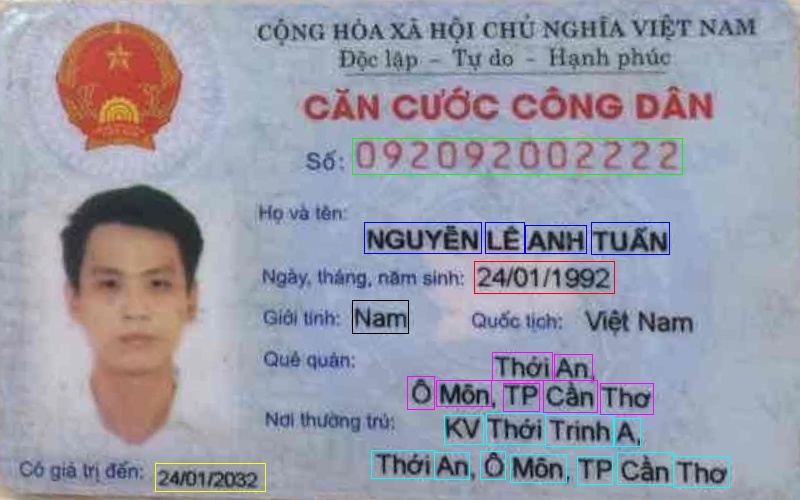 CỘNG HÒA XÃ HỘI CHỦ NGHĨA VIỆT NAM
Độc lập - Tự do - Hạnh phúc
CĂN CƯỚC CÔNG DÂN
Số: 092092002222
Họ và tên:
NGUYỄN LÊ ANH TUẤN
Ngày, tháng, năm sinh: 24/01/1992
Giới tính: Nam Quốc tịch: Việt Nam
Quê quán: Thới An,
Ô Môn, TP Cần Thơ
Nơi thường trú: KV Thới Trinh A,
Thới An, Ô Môn, TP Cần Thơ
Có giá trị đến: 24/01/2032